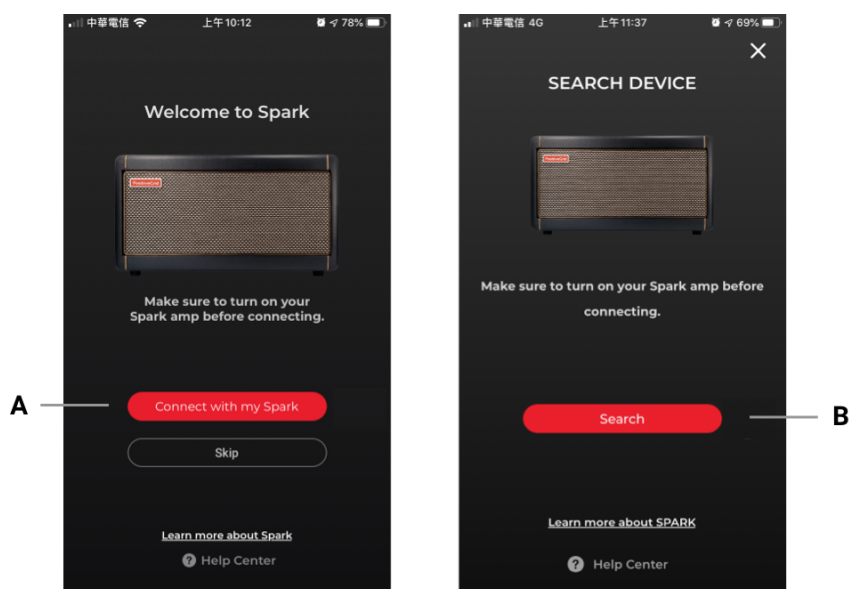 中華電信
上午10:12
78%
Welcome to Spark
PositiveGrid
Make sure to turn on your
Spark amp before connecting.
A
Connect with my Spark
Skip
Learn more about Spark
? Help Center
中華電信 4G
上午11:37
69%
SEARCH DEVICE
PositiveGrid
Make sure to turn on your Spark amp before
connecting.
Search
B
Learn more about SPARK
? Help Center